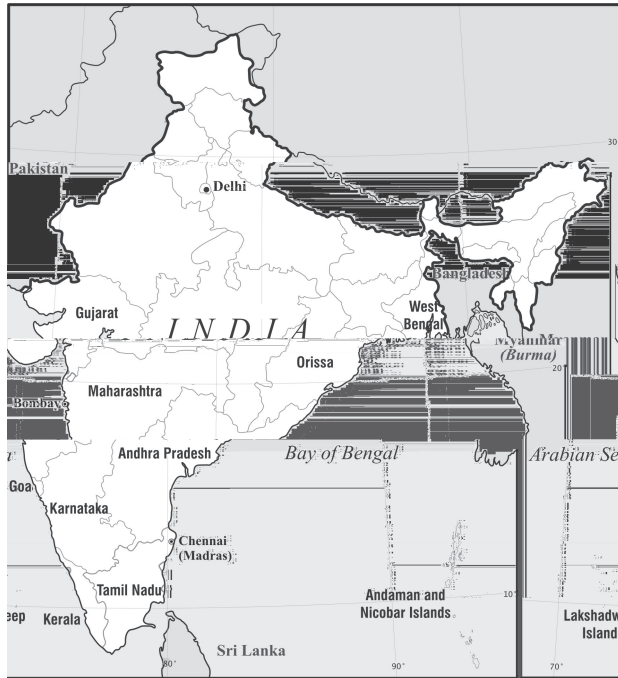 30
Pakistan
Delhi
Bangladesh
Gujarat
West
Bengal
INDIA
Orissa
(Burma)
20
Maharashtra
Bombay
Andhra Pradesh
Bay of Bengal
Arabian Se
Goa
Karnataka
Chennai
(Madras)
Tamil Nadu
Andaman and
Nicobar Islands
10°
Lakshadw
Island
eep
Kerala
Sri Lanka
80°
90°
70°